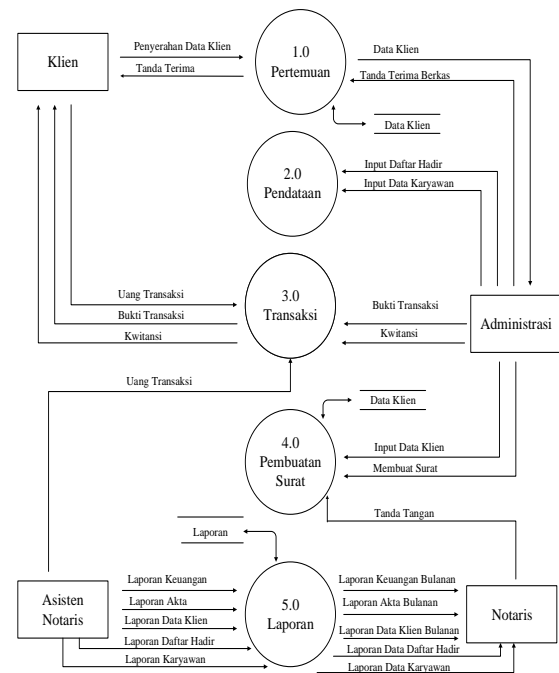 Klien
Penyerahan Data Klien
Tanda Terima
1.0
Pertemuan
Data Klien
Tanda Terima Berkas
Data Klien
2.0
Pendataan
Input Daftar Hadir
Input Data Karyawan
Uang Transaksi
Bukti Transaksi
Kwitansi
3.0
Transaksi
Bukti Transaksi
Kwitansi
Administrasi
Uang Transaksi
Data Klien
4.0
Pembuatan
Surat
Input Data Klien
Membuat Surat
Tanda Tangan
Laporan
Asisten
Notaris
Laporan Keuangan
Laporan Akta
Laporan Data Klien
Laporan Daftar Hadir
Laporan Karyawan
5.0
Laporan
Laporan Keuangan Bulanan
Laporan Akta Bulanan
Laporan Data Klien Bulanan
Laporan Data Daftar Hadir
Laporan Data Karyawan
Notaris